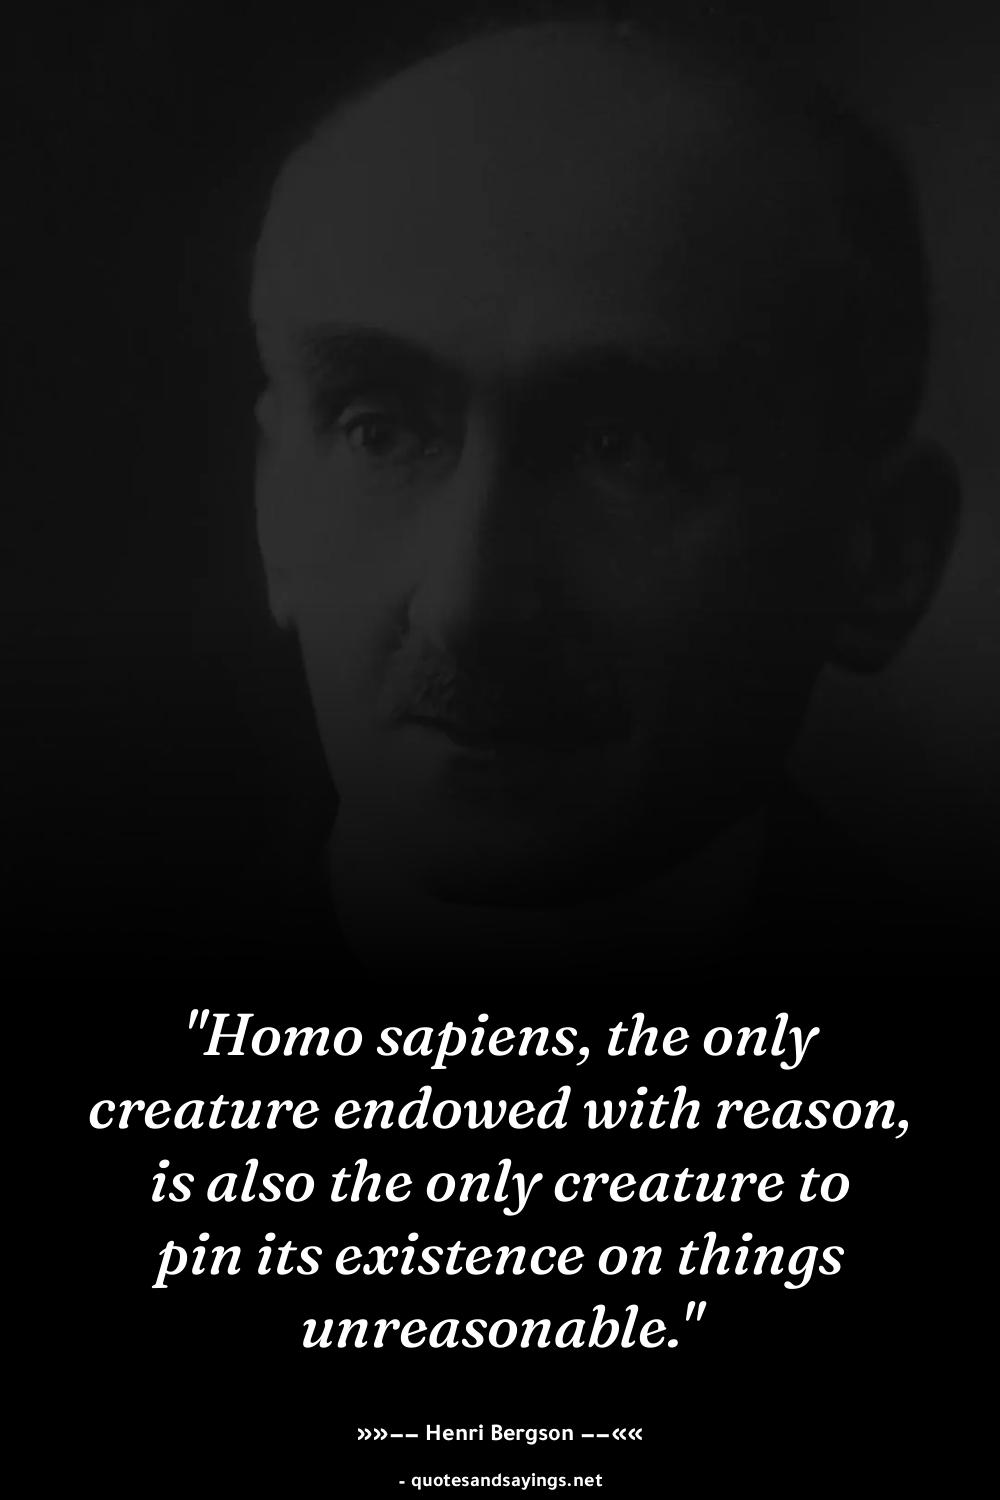 "Homo sapiens, the only
creature endowed with reason,
is also the only creature to
pin its existence on things
unreasonable."
»»−− Henri Bergson −−««
- quotesandsayings.net